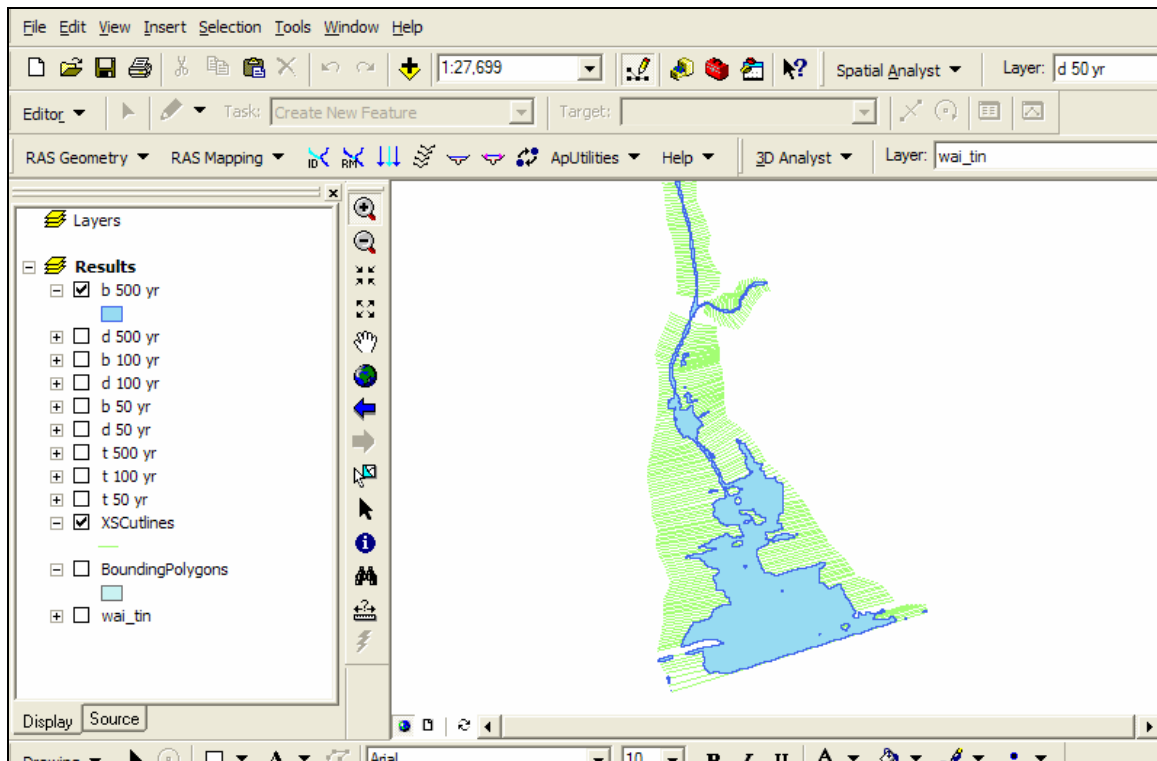 File Edit View Insert Selection Tools Window Help
1:27,699 Spatial Analyst Layer: d 50 yr
Editor Task: Create New Feature Target:
RAS Geometry RAS Mapping ID RM ApUtilities Help 3D Analyst Layer: wai_tin
Layers
Results
b 500 yr
d 500 yr
b 100 yr
d 100 yr
b 50 yr
d 50 yr
t 500 yr
t 100 yr
t 50 yr
XSCutlines
BoundingPolygons
wai_tin
Display Source
Drawing A Arial 10 B I U A